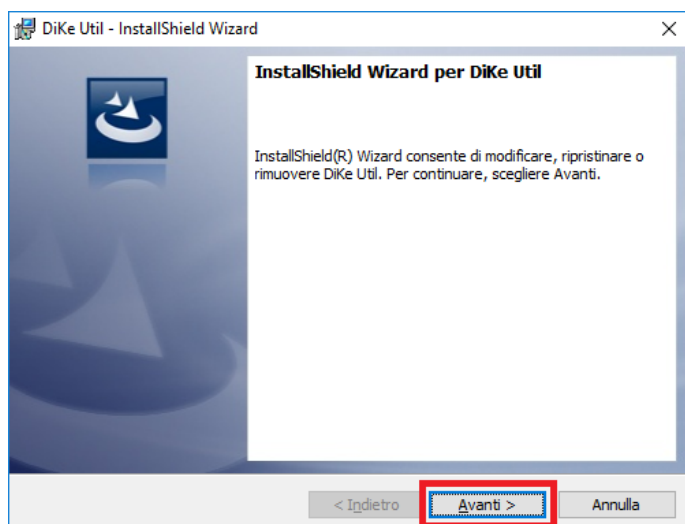 DiKe Util - InstallShield Wizard
InstallShield Wizard per DiKe Util
InstallShield(R) Wizard consente di modificare, ripristinare o
rimuovere DiKe Util. Per continuare, scegliere Avanti.
< Indietro
Avanti >
Annulla